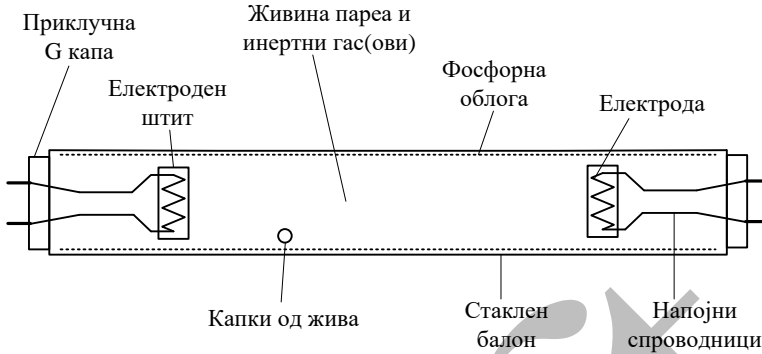 Приклучна
G капа
Живина пареа и
инертни гас(ови)
Електроден
штит
Фосфорна
облога
Електрода
Капки од жива
Стаклен
балон
Напојни
спроводници